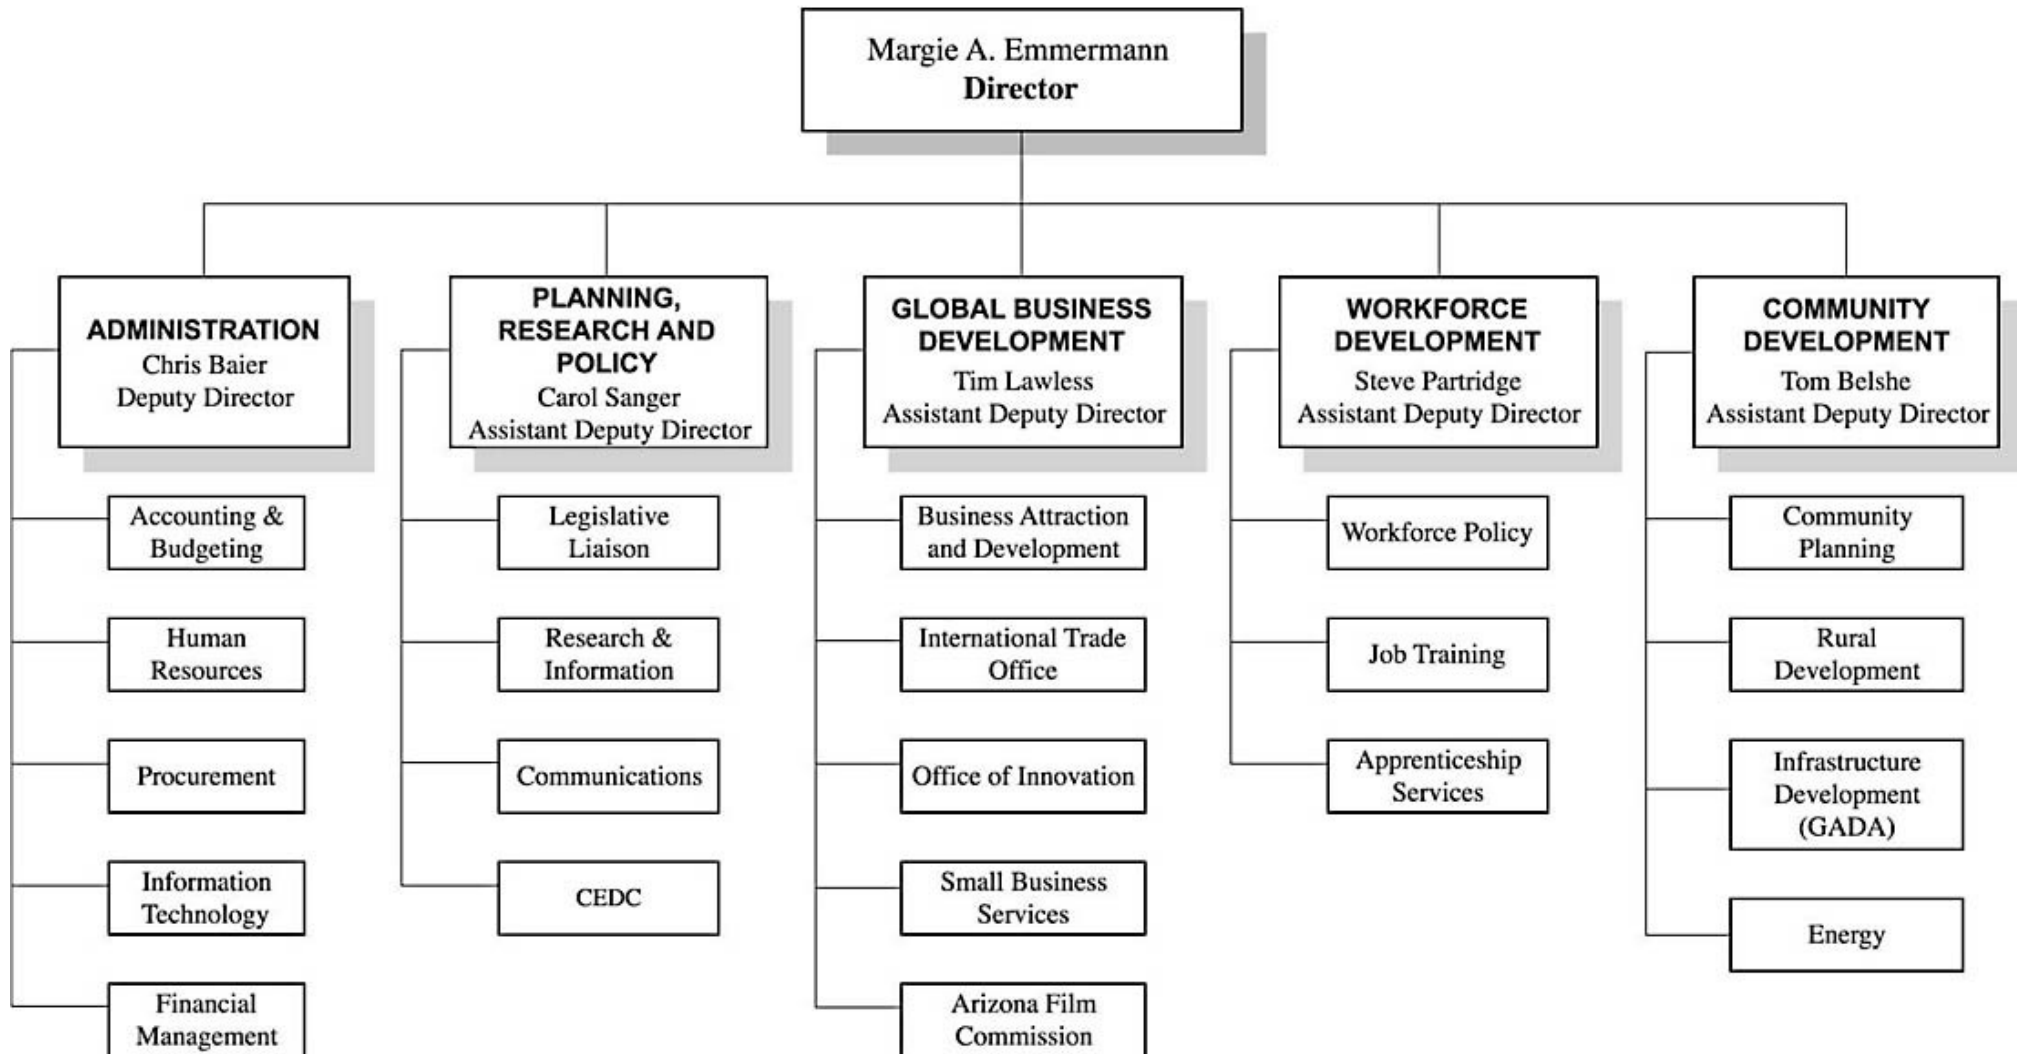 Margie A. Emmermann
Director
ADMINISTRATION
Chris Baier
Deputy Director
Accounting &
Budgeting
Human
Resources
Procurement
Information
Technology
Financial
Management
PLANNING,
RESEARCH AND
POLICY
Carol Sanger
Assistant Deputy Director
Legislative
Liaison
Research &
Information
Communications
CEDC
GLOBAL BUSINESS
DEVELOPMENT
Tim Lawless
Assistant Deputy Director
Business Attraction
and Development
International Trade
Office
Office of Innovation
Small Business
Services
Arizona Film
Commission
WORKFORCE
DEVELOPMENT
Steve Partridge
Assistant Deputy Director
Workforce Policy
Job Training
Apprenticeship
Services
COMMUNITY
DEVELOPMENT
Tom Belshe
Assistant Deputy Director
Community
Planning
Rural
Development
Infrastructure
Development
(GADA)
Energy